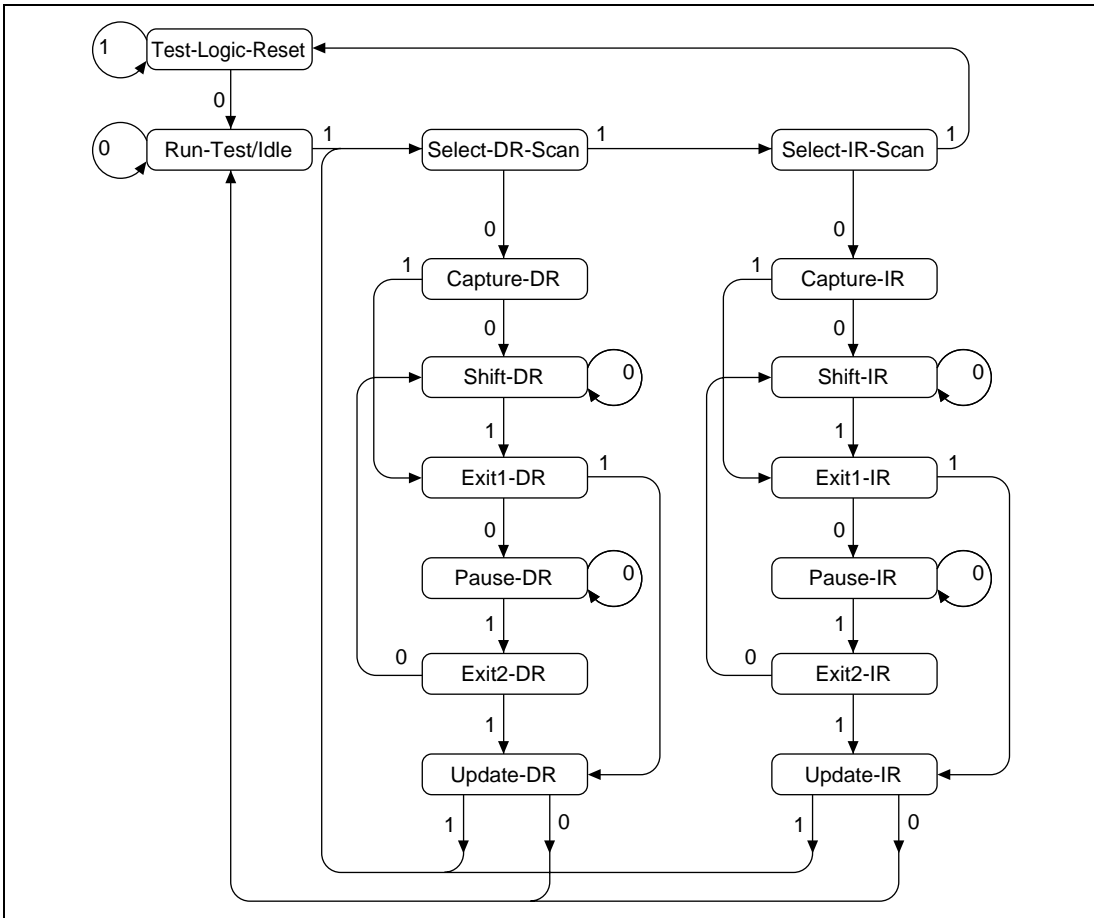 1 Test-Logic-Reset
0
0 Run-Test/Idle 1 Select-DR-Scan 1 Select-IR-Scan 1
0 0
1 Capture-DR 1 Capture-IR
0 0
Shift-DR 0 Shift-IR 0
1 1
Exit1-DR 1 Exit1-IR 1
0 0
Pause-DR 0 Pause-IR 0
1 1
0 Exit2-DR 0 Exit2-IR
1 1
Update-DR Update-IR
1 0 1 0